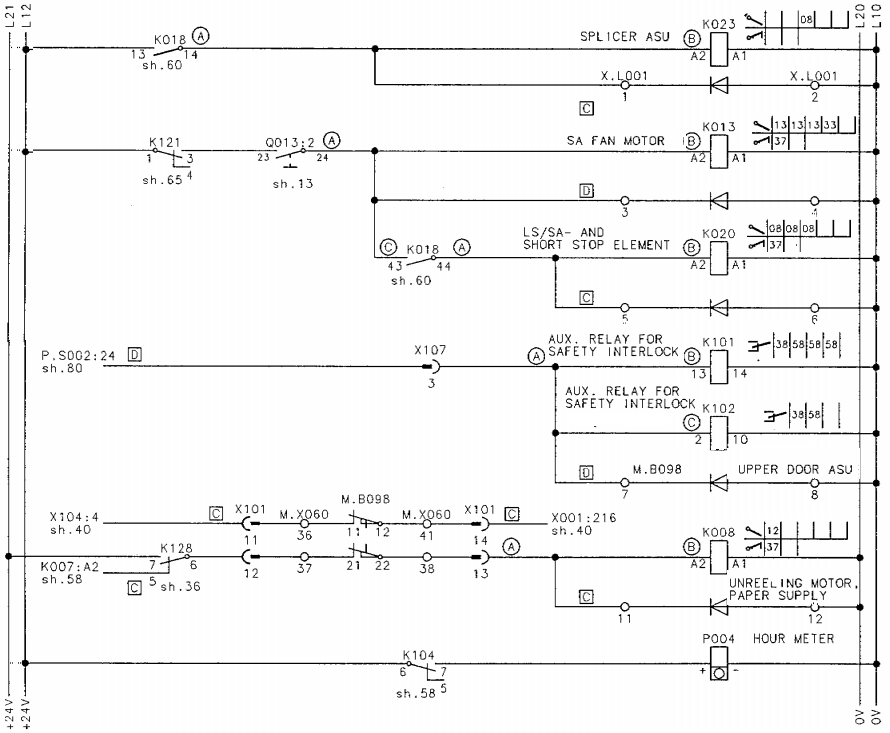 L21
L12
L20
L10
K018 A
13 14
sh.60
SPLICER ASU B
K023
A2 A1
08
X.L001
1
X.L001
2
C
K121
1 3
4
sh.65
Q013:2 A
23 24
sh.13
SA FAN MOTOR B
K013
A2 A1
13 13 13 33
37
D
3
4
LS/SA- AND
SHORT STOP ELEMENT B
K020
A2 A1
08 08 08
37
C K018 A
43 44
sh.60
C
5
6
P.S002:24 D
sh.80
X107
3
A
AUX. RELAY FOR
SAFETY INTERLOCK B
K101
13 14
38 58 58 58
AUX. RELAY FOR
SAFETY INTERLOCK
C
K102
2 10
38 58
D M.B098 UPPER DOOR ASU
7
8
X104:4
sh.40
C X101
11
M.X060
36
M.B098
11 12
M.X060
41
X101
14
C
X001:216
sh.40
K007:A2
sh.58
K128
7 6
5 sh.36
C
12
37
21 22
38
13
A
B
K008
A2 A1
12
37
UNREELING MOTOR,
PAPER SUPPLY
C
11
12
K104
6 7
5
sh.58
P004 HOUR METER
+ -
+24V
+24V
0V
0V